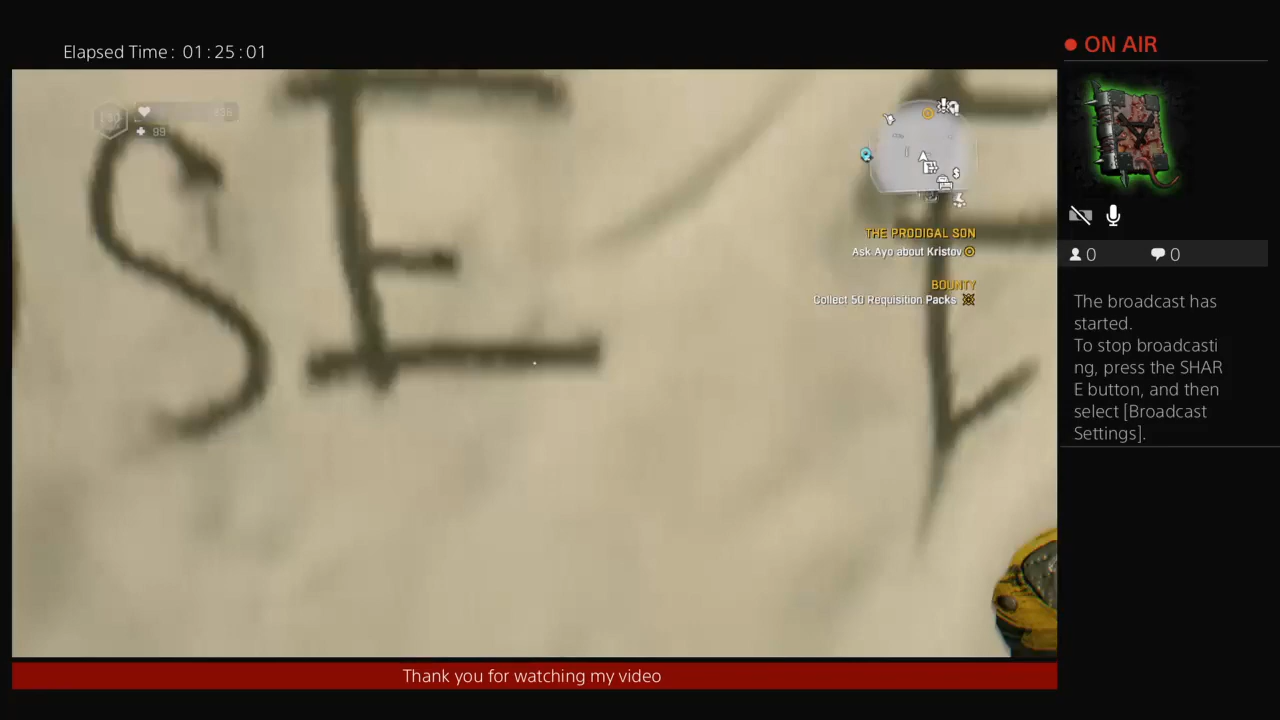 Elapsed Time: 01:25:01
ON AIR
99
SE
THE PRODIGAL SON
Ask Ayo about Kristov
BOUNTY
Collect 50 Requisition Packs
0
0
The broadcast has
started.
To stop broadcasti
ng, press the SHAR
E button, and then
select [Broadcast
Settings].
Thank you for watching my video